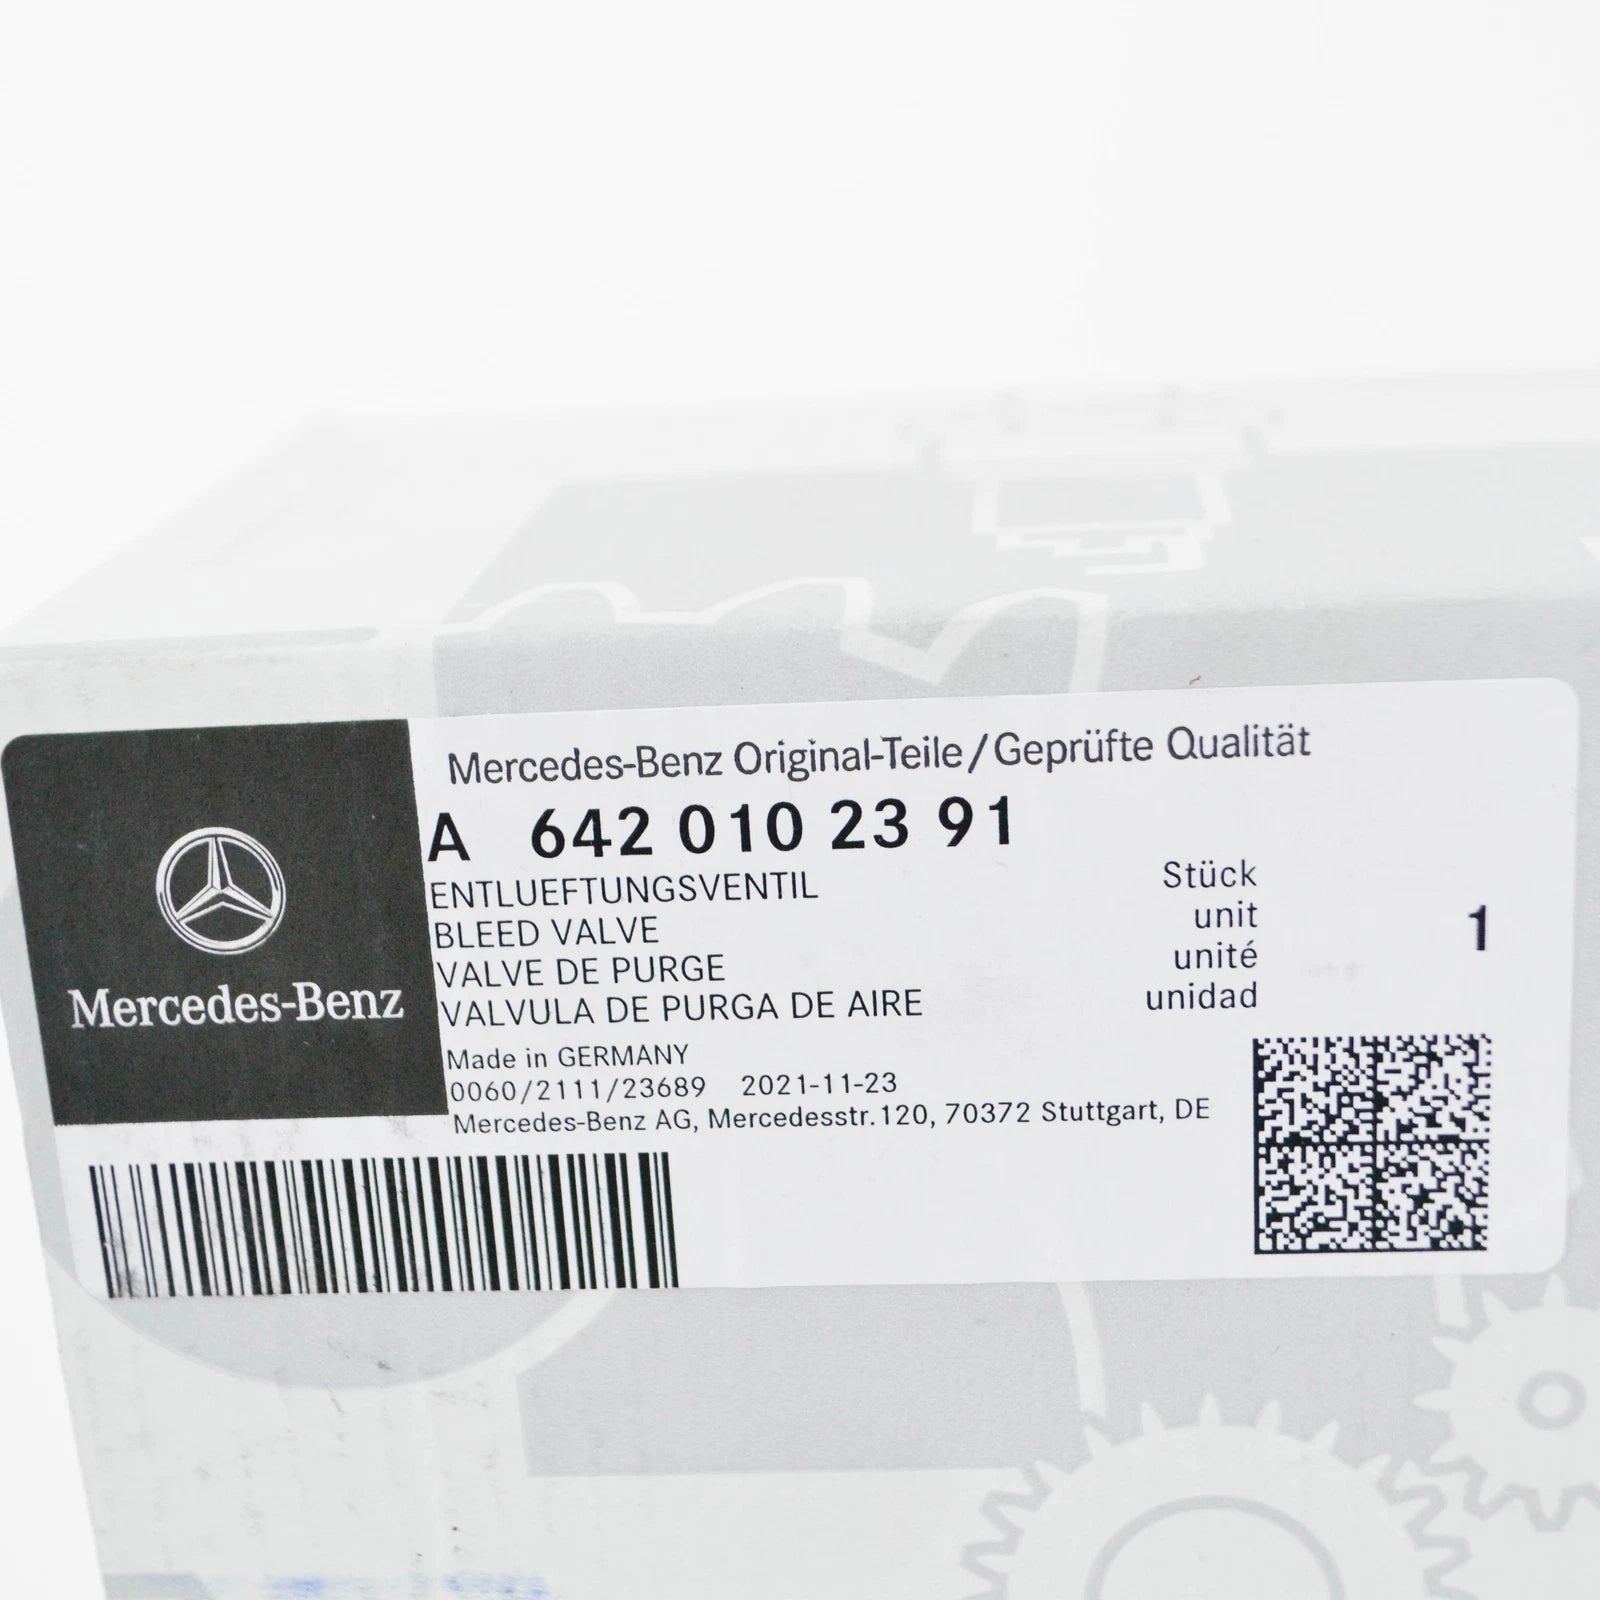 Mercedes-Benz Original-Teile/Geprüfte Qualität
A 642 010 23 91
ENTLUEFTUNGSVENTIL
BLEED VALVE
VALVE DE PURGE
VALVULA DE PURGA DE AIRE
Stück
unit
unité
unidad
1
Mercedes-Benz
Made in GERMANY
0060/2111/23689 2021-11-23
Mercedes-Benz AG, Mercedesstr.120, 70372 Stuttgart, DE